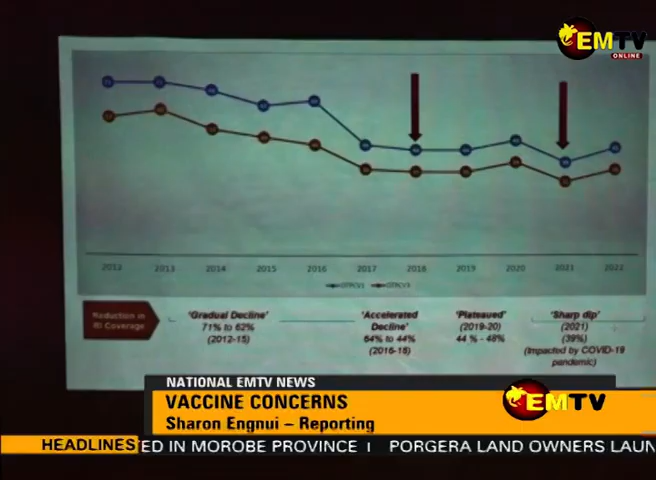 EMTV
ONLINE
2012 2013 2014 2015 2016 2017 2018 2019 2020 2021 2022
Reduction in
RI Coverage
'Gradual Decline'
71% to 62%
(2012-15)
'Accelerated
Decline'
64% to 44%
(2016-18)
'Plateaued'
(2019-20)
44 % - 48%
'Sharp dip'
(2021)
(39%)
(Impacted by COVID-19
pandemic)
NATIONAL EMTV NEWS
VACCINE CONCERNS
Sharon Engnui – Reporting
EMTV
HEADLINES TED IN MOROBE PROVINCE I PORGERA LAND OWNERS LAUN